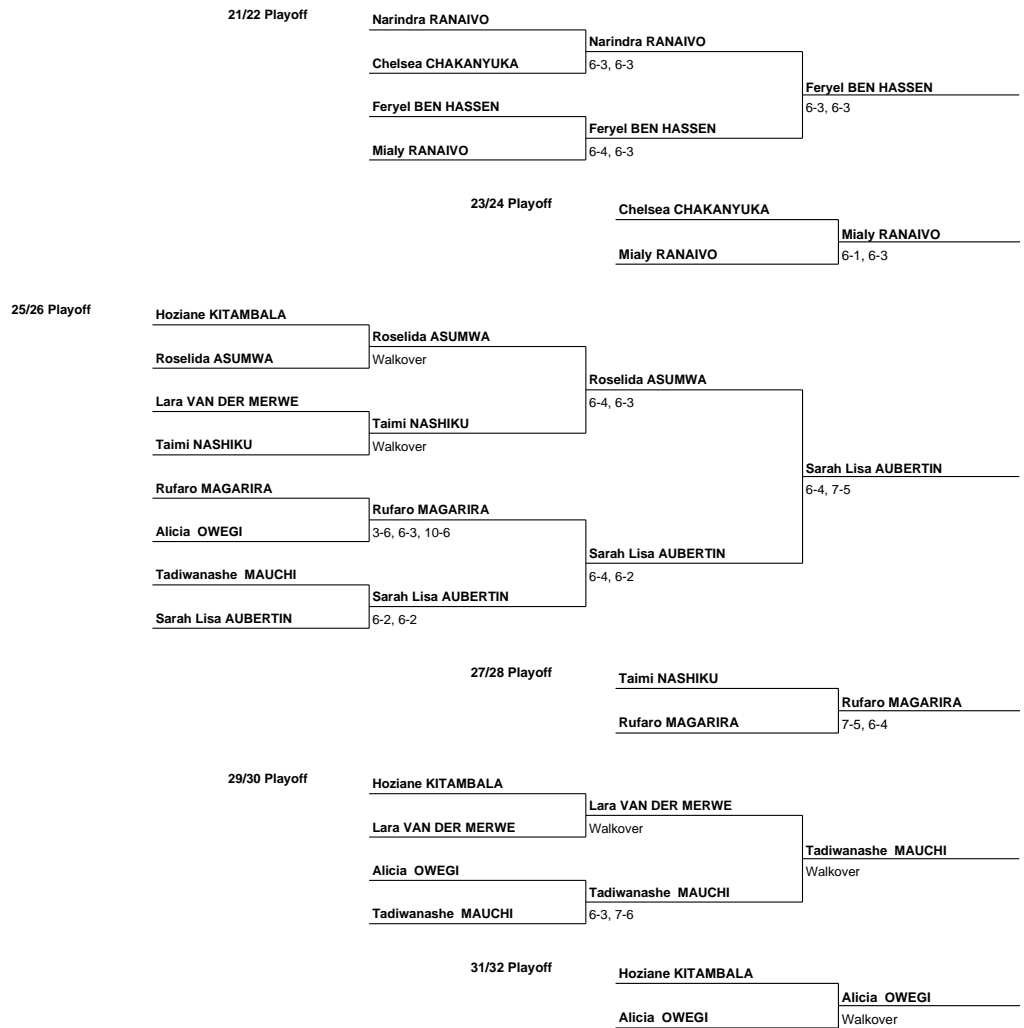 21/22 Playoff
Narindra RANAIVO
Narindra RANAIVO
Chelsea CHAKANYUKA
6-3, 6-3
Feryel BEN HASSEN
6-3, 6-3
Feryel BEN HASSEN
Feryel BEN HASSEN
Mialy RANAIVO
6-4, 6-3
23/24 Playoff
Chelsea CHAKANYUKA
Mialy RANAIVO
Mialy RANAIVO
6-1, 6-3
25/26 Playoff
Hoziane KITAMBALA
Roselida ASUMWA
Roselida ASUMWA
Walkover
Roselida ASUMWA
6-4, 6-3
Lara VAN DER MERWE
Taimi NASHIKU
Taimi NASHIKU
Walkover
Sarah Lisa AUBERTIN
6-4, 7-5
Rufaro MAGARIRA
Rufaro MAGARIRA
Alicia OWEGI
3-6, 6-3, 10-6
Sarah Lisa AUBERTIN
6-4, 6-2
Tadiwanashe MAUCHI
Sarah Lisa AUBERTIN
Sarah Lisa AUBERTIN
6-2, 6-2
27/28 Playoff
Taimi NASHIKU
Rufaro MAGARIRA
Rufaro MAGARIRA
7-5, 6-4
29/30 Playoff
Hoziane KITAMBALA
Lara VAN DER MERWE
Lara VAN DER MERWE
Walkover
Tadiwanashe MAUCHI
Walkover
Alicia OWEGI
Tadiwanashe MAUCHI
Tadiwanashe MAUCHI
6-3, 7-6
31/32 Playoff
Hoziane KITAMBALA
Alicia OWEGI
Alicia OWEGI
Walkover